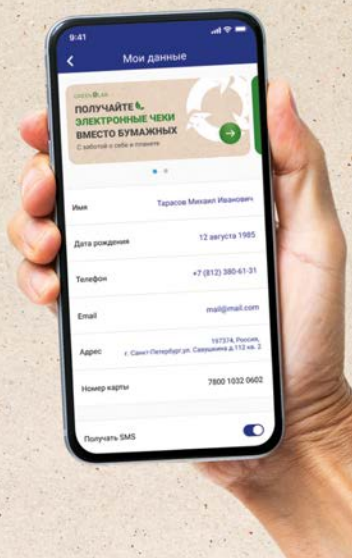 9:41
Мои данные
GREEN LAB
ПОЛУЧАЙТЕ
ЭЛЕКТРОННЫЕ ЧЕКИ
ВМЕСТО БУМАЖНЫХ
С заботой о себе и планете
Имя Тарасов Михаил Иванович
Дата рождения 12 августа 1985
Телефон +7 (812) 380-61-31
Email mail@mail.com
197374, Россия,
Адрес г. Санкт-Петербург,ул. Савушкина д.112 кв. 2
Номер карты 7800 1032 0602
Получать SMS